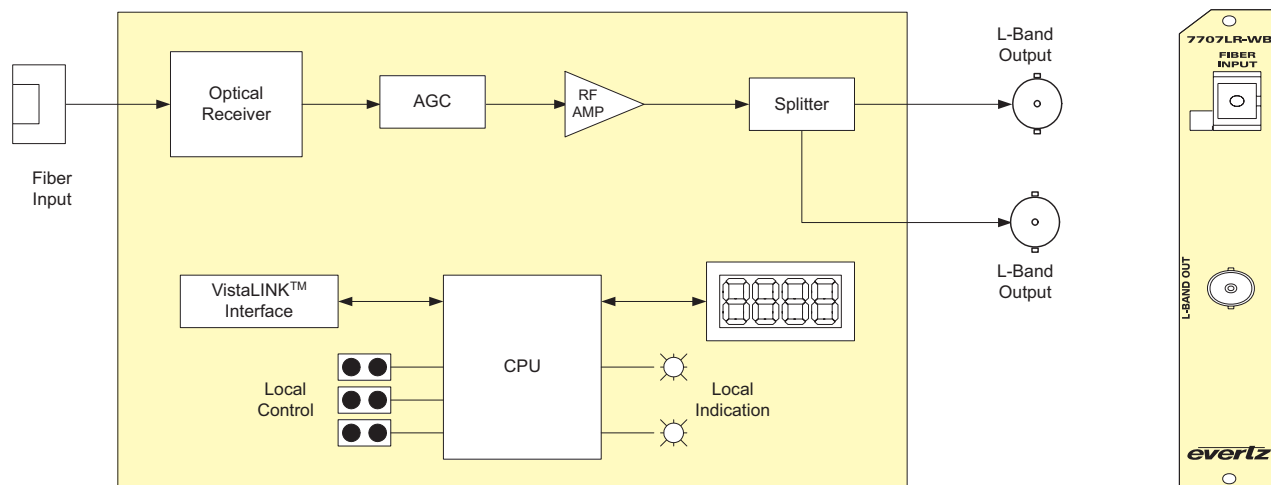 Fiber
Input
Optical
Receiver
AGC
RF
AMP
Splitter
L-Band
Output
L-Band
Output
VistaLINK™
Interface
CPU
Local
Control
Local
Indication
8888
7707LR-WB
FIBER
INPUT
L-BAND OUT
evertz